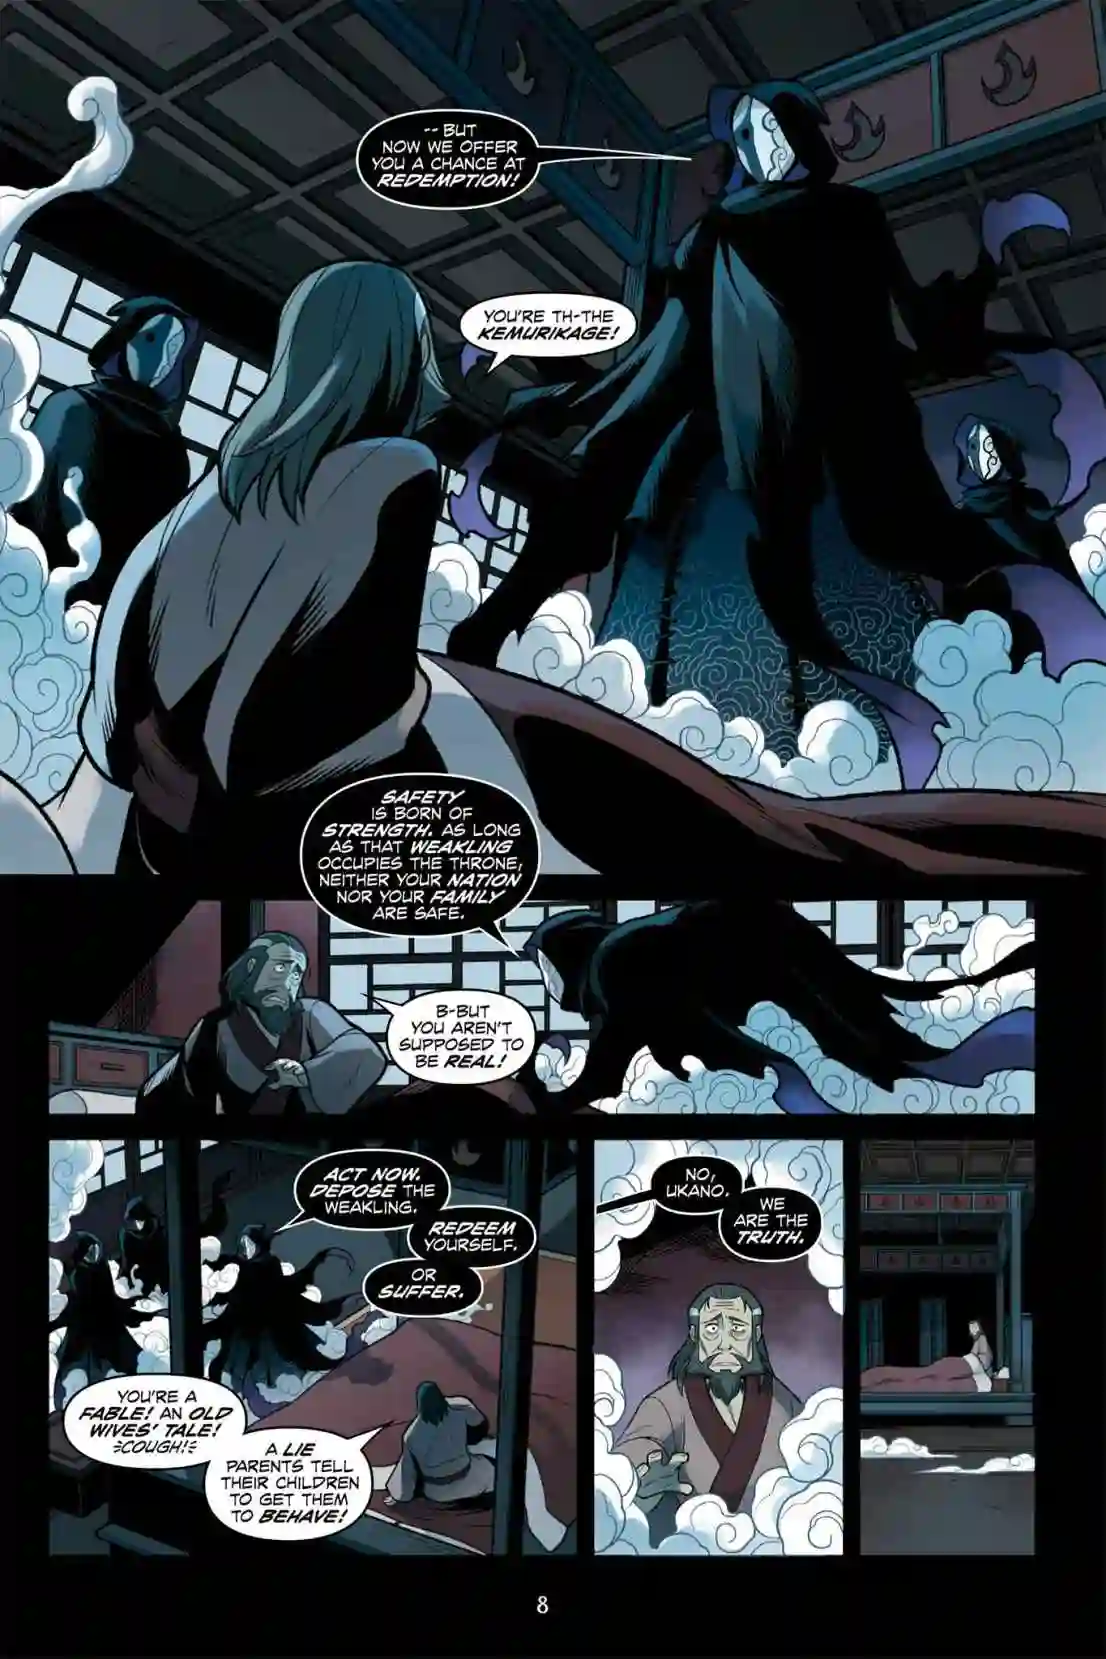 -- BUT
NOW WE OFFER
YOU A CHANCE AT
REDEMPTION!
YOU'RE TH-THE
KEMURIKAGE!
SAFETY
IS BORN OF
STRENGTH. AS LONG
AS THAT WEAKLING
OCCUPIES THE THRONE,
NEITHER YOUR NATION
NOR YOUR FAMILY
ARE SAFE.
B-BUT
YOU AREN'T
SUPPOSED TO
BE REAL!
ACT NOW.
DEPOSE THE
WEAKLING.
REDEEM
YOURSELF.
OR
SUFFER.
YOU'RE A
FABLE! AN OLD
WIVES' TALE!
COUGH!
A LIE
PARENTS TELL
THEIR CHILDREN
TO GET THEM
TO BEHAVE!
NO,
UKANO.
WE
ARE THE
TRUTH.
8